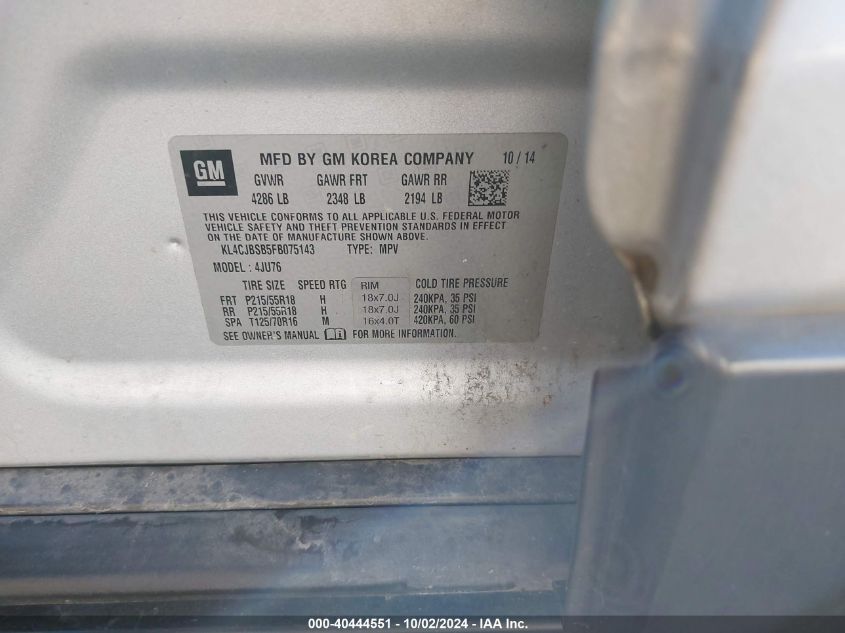 GM
MFD BY GM KOREA COMPANY 10 / 14
GVWR GAWR FRT GAWR RR
4286 LB 2348 LB 2194 LB
THIS VEHICLE CONFORMS TO ALL APPLICABLE U.S. FEDERAL MOTOR
VEHICLE SAFETY AND THEFT PREVENTION STANDARDS IN EFFECT
ON THE DATE OF MANUFACTURE SHOWN ABOVE.
KL4CJBSB5FB075143 TYPE: MPV
MODEL : 4JU76
TIRE SIZE SPEED RTG RIM COLD TIRE PRESSURE
FRT P215/55R18 H 18x7.0J 240KPA, 35 PSI
RR P215/55R18 H 18x7.0J 240KPA, 35 PSI
SPA T125/70R16 M 16x4.0T 420KPA, 60 PSI
SEE OWNER'S MANUAL FOR MORE INFORMATION.
000-40444551 - 10/02/2024 - IAA Inc.